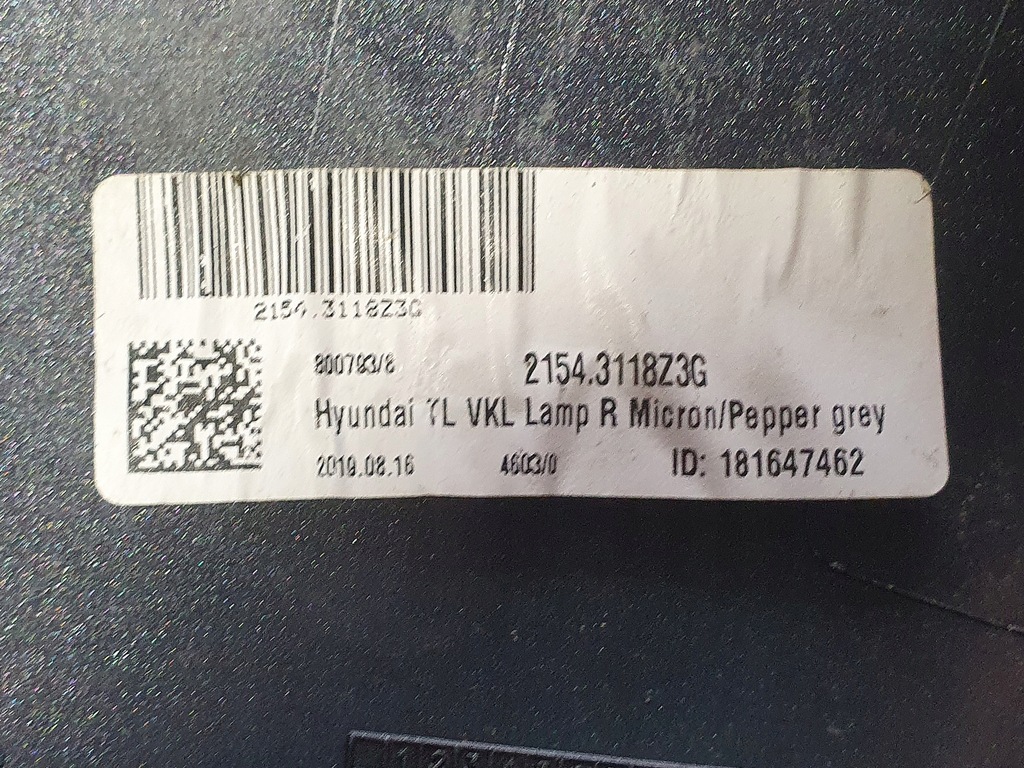 2154.3118Z3G
800793/8 2154.3118Z3G
Hyundai TL VKL Lamp R Micron/Pepper grey
2019.08.16 4603/0 ID: 181647462